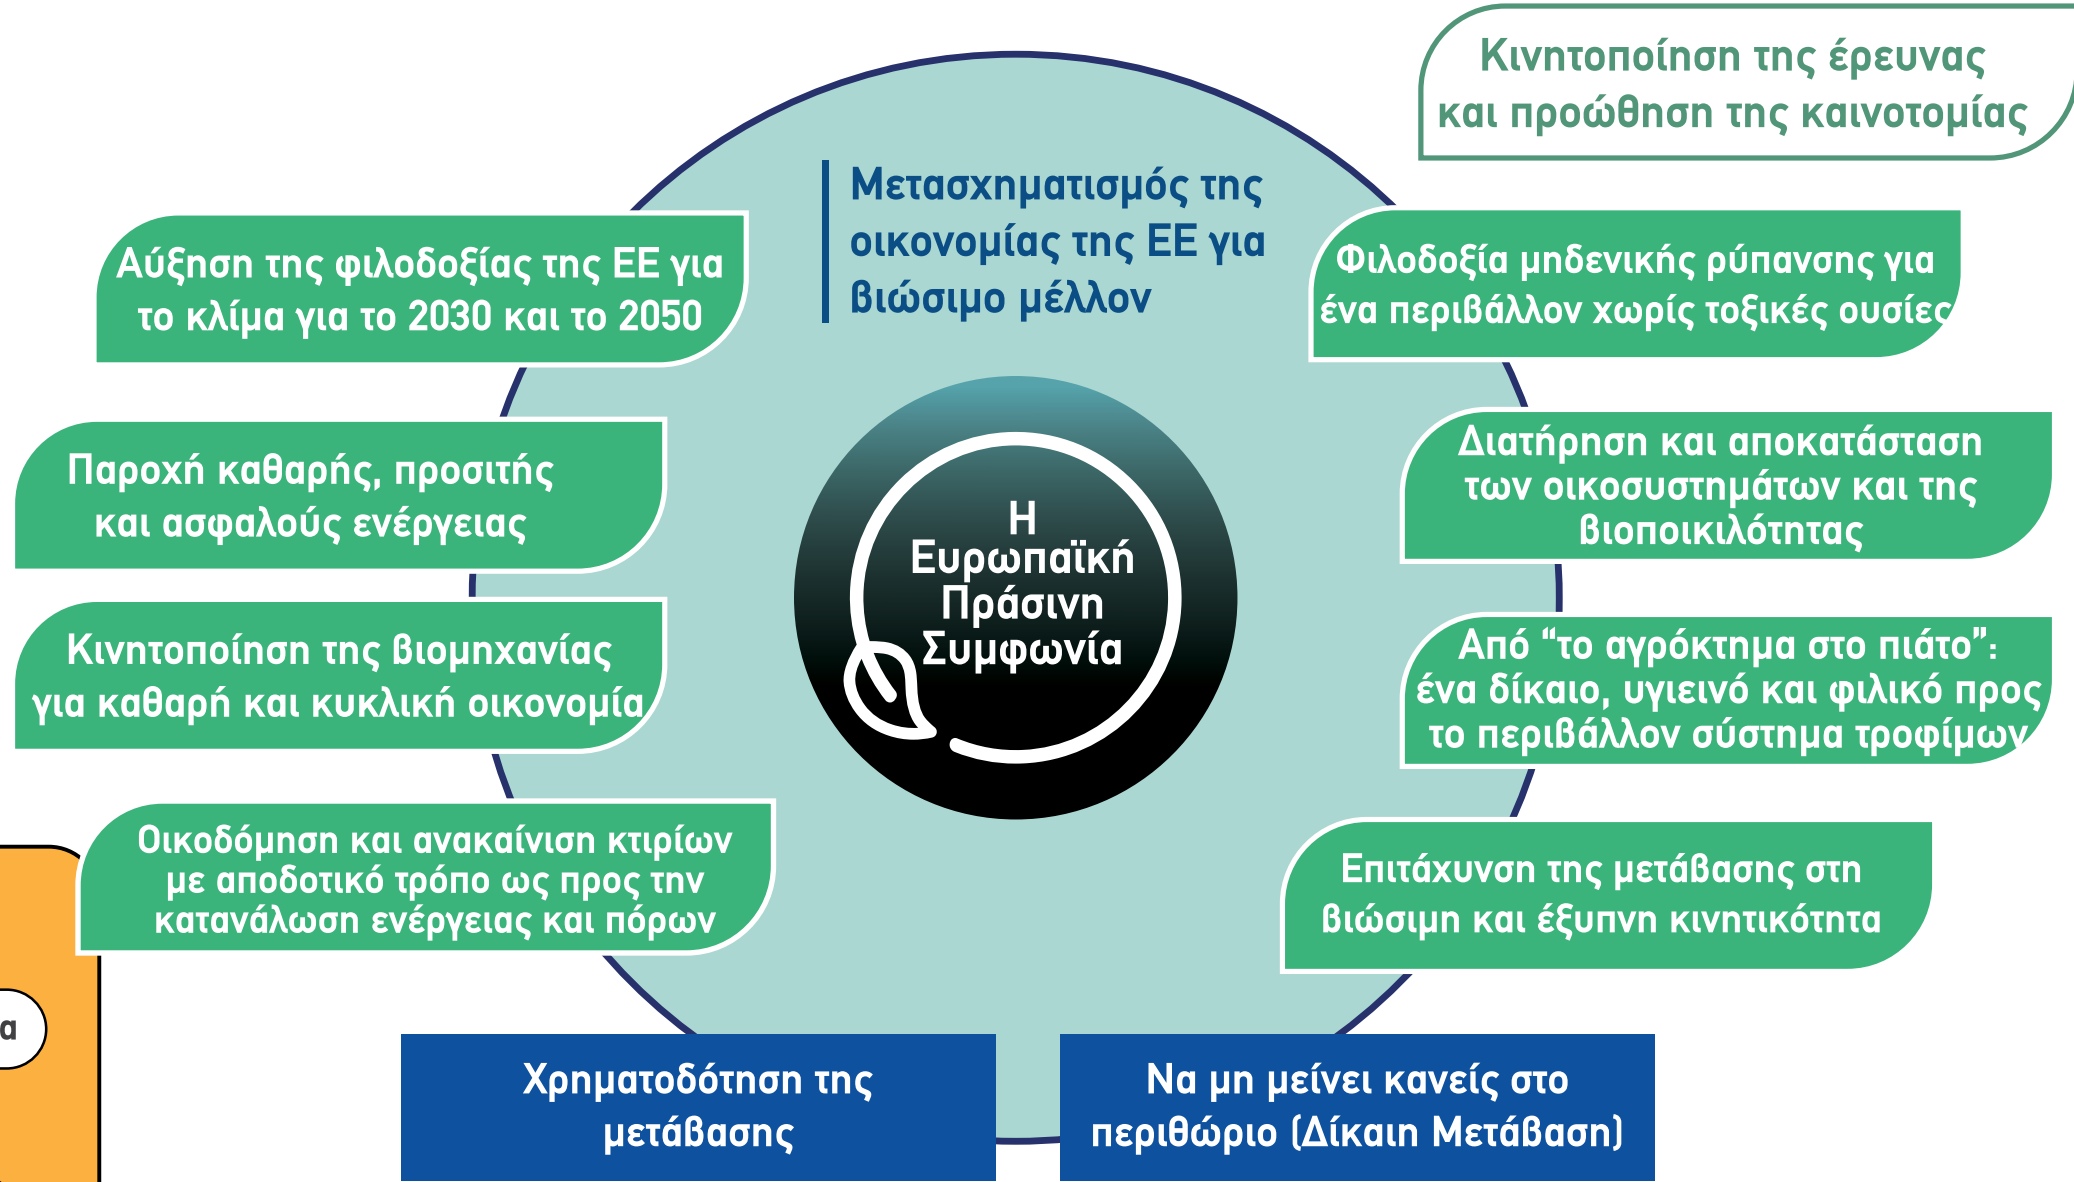 Κινητοποίηση της έρευνας
και προώθηση της καινοτομίας
Μετασχηματισμός της
οικονομίας της ΕΕ για
βιώσιμο μέλλον
Αύξηση της φιλοδοξίας της ΕΕ για
το κλίμα για το 2030 και το 2050
Παροχή καθαρής, προσιτής
και ασφαλούς ενέργειας
Κινητοποίηση της βιομηχανίας
για καθαρή και κυκλική οικονομία
Οικοδόμηση και ανακαίνιση κτιρίων
με αποδοτικό τρόπο ως προς την
κατανάλωση ενέργειας και πόρων
Η
Ευρωπαϊκή
Πράσινη
Συμφωνία
Φιλοδοξία μηδενικής ρύπανσης για
ένα περιβάλλον χωρίς τοξικές ουσίες
Διατήρηση και αποκατάσταση
των οικοσυστημάτων και της
βιοποικιλότητας
Από “το αγρόκτημα στο πιάτο”:
ένα δίκαιο, υγιεινό και φιλικό προς
το περιβάλλον σύστημα τροφίμων
Επιτάχυνση της μετάβασης στη
βιώσιμη και έξυπνη κινητικότητα
Χρηματοδότηση της
μετάβασης
Να μη μείνει κανείς στο
περιθώριο (Δίκαιη Μετάβαση)